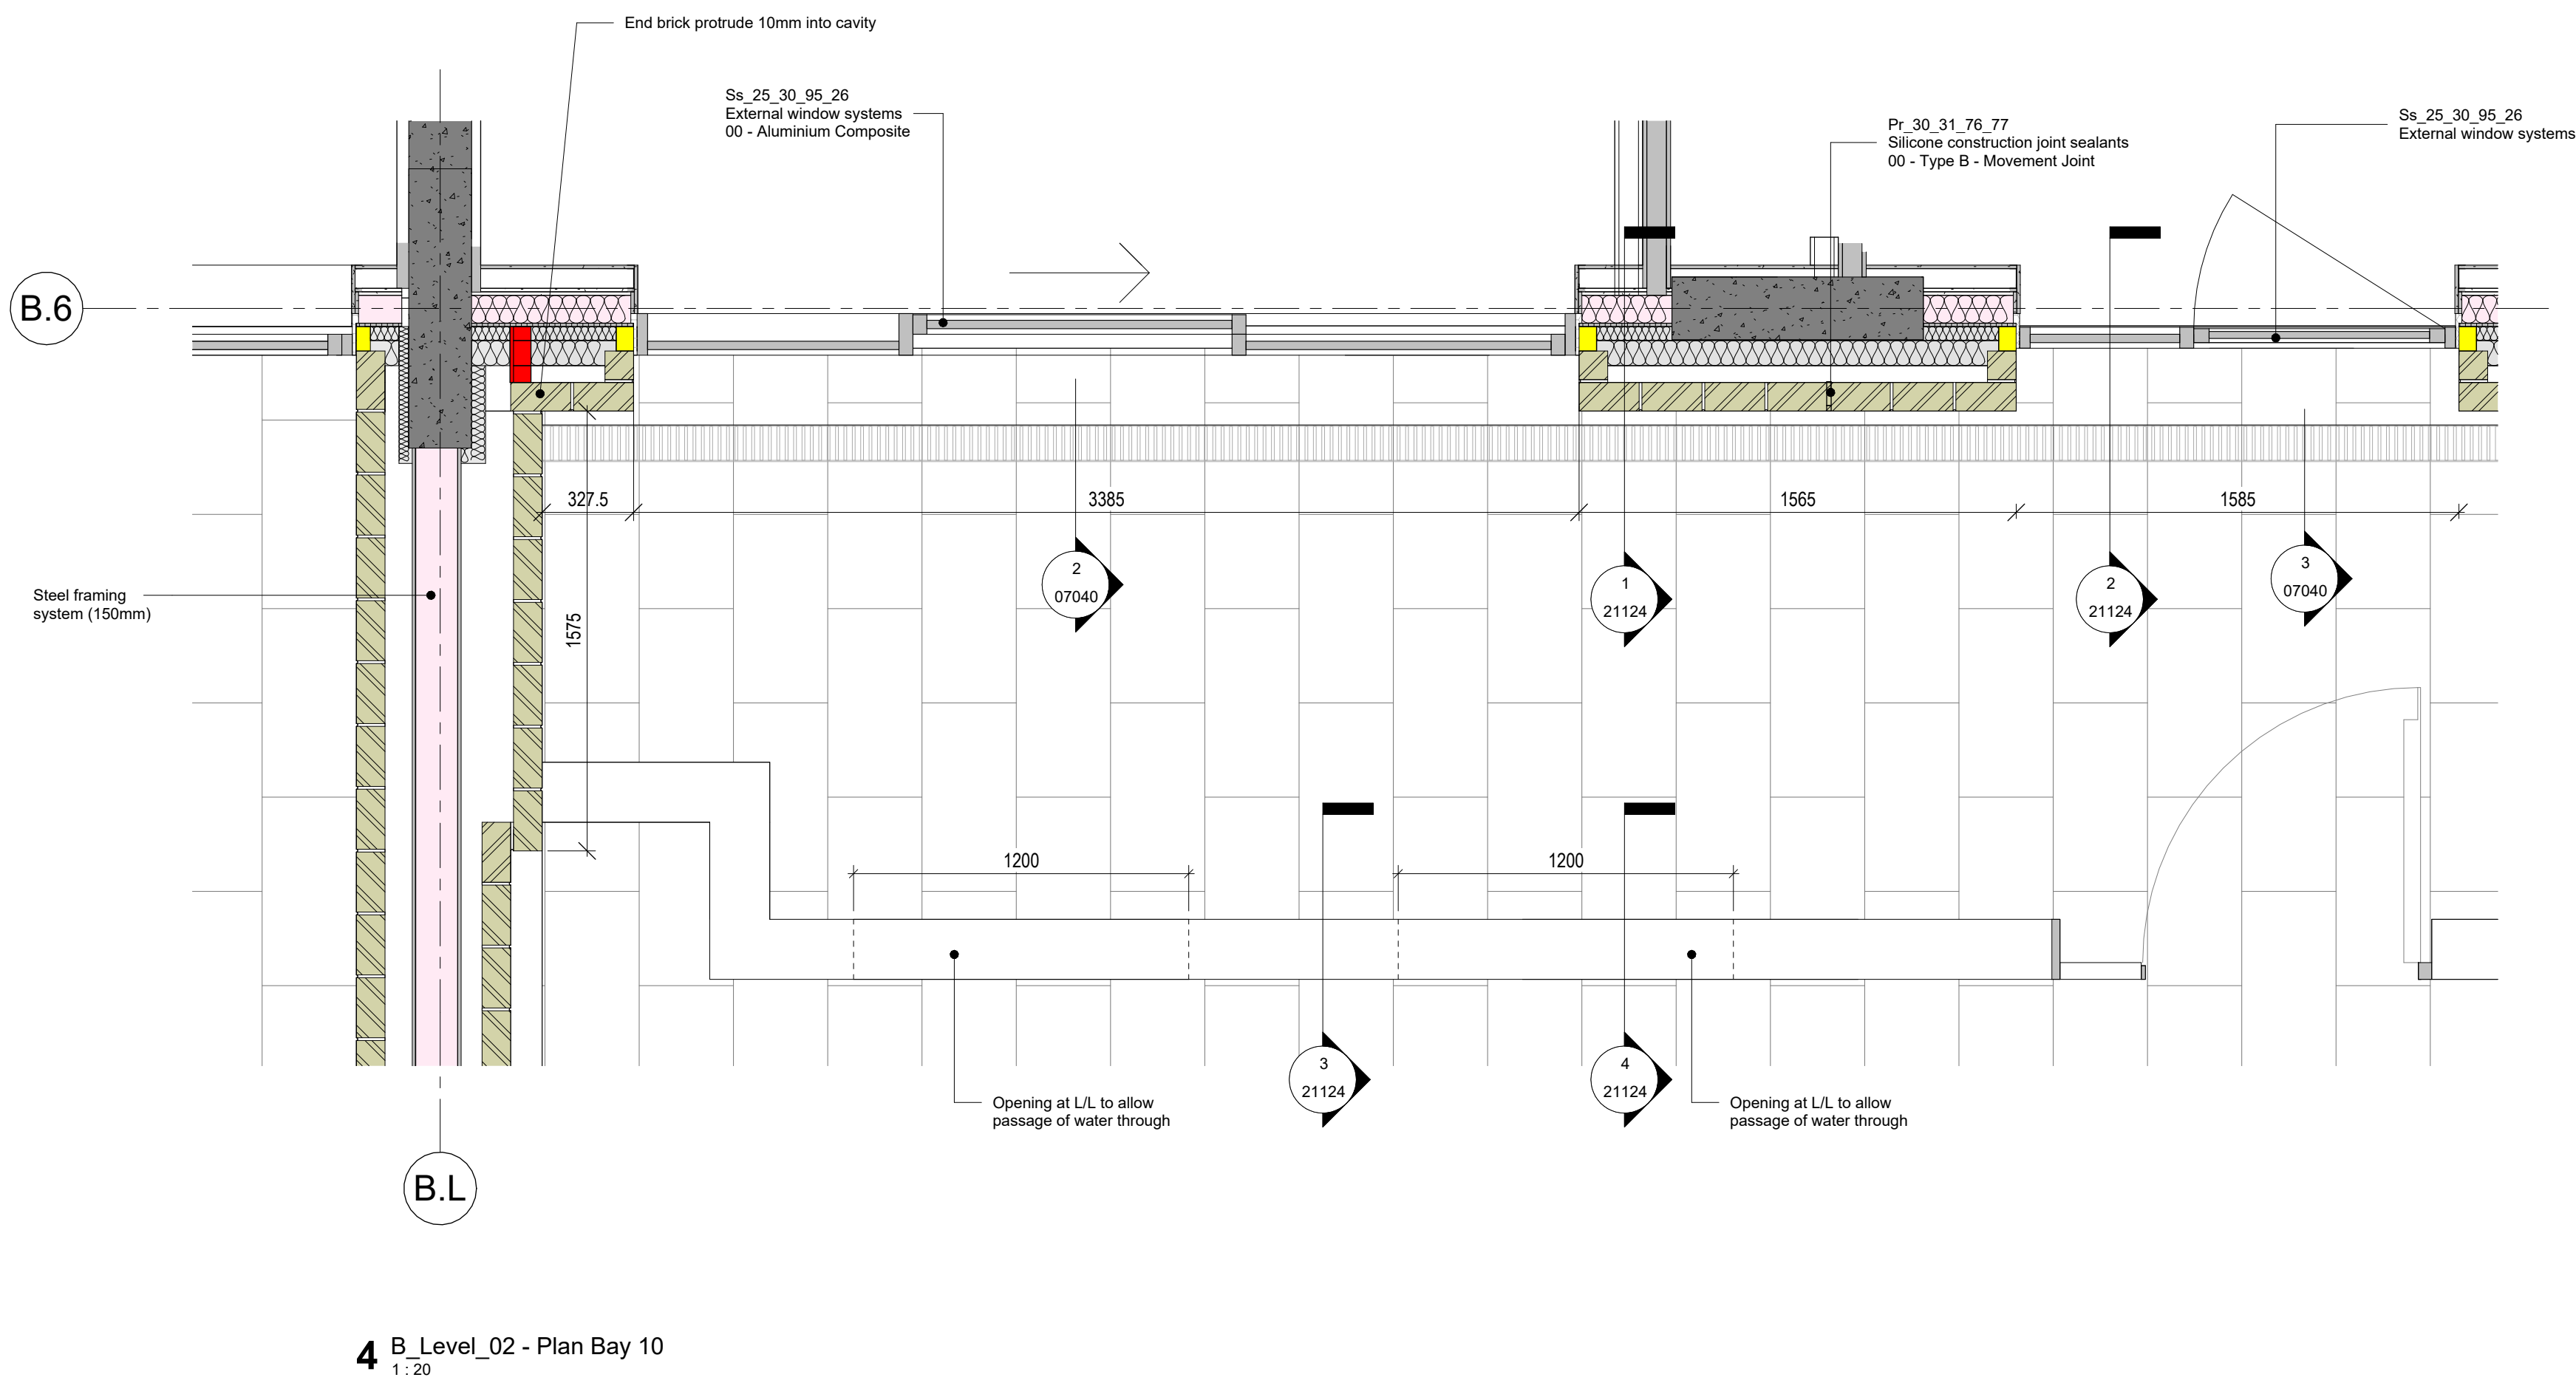 End brick protrude 10mm into cavity
Ss_25_30_95_26
External window systems
00 - Aluminium Composite
Pr_30_31_76_77
Silicone construction joint sealants
00 - Type B - Movement Joint
Ss_25_30_95_26
External window systems
B.6
327.5
3385
1565
1585
Steel framing
system (150mm)
1575
2
07040
1
21124
2
21124
3
07040
1200
1200
3
21124
4
21124
Opening at L/L to allow
passage of water through
Opening at L/L to allow
passage of water through
B.L
4
B_Level_02 - Plan Bay 10
1 : 20